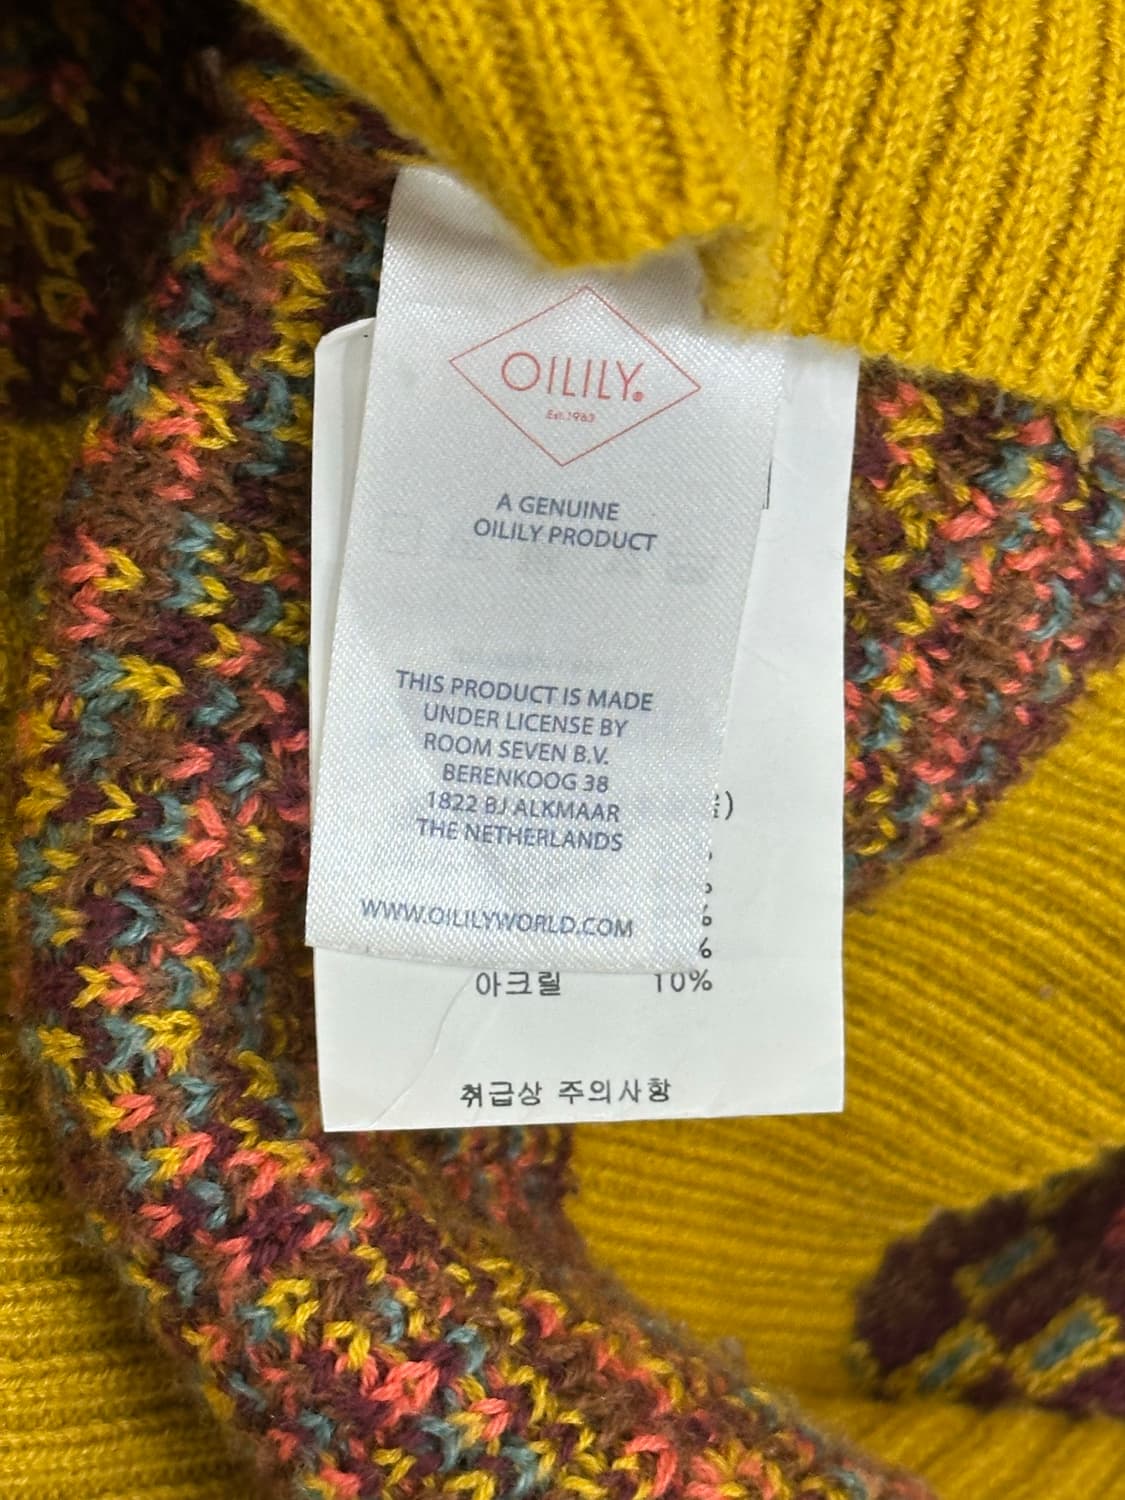 OILILY®
Est.1963
A GENUINE
OILILY PRODUCT
THIS PRODUCT IS MADE
UNDER LICENSE BY
ROOM SEVEN B.V.
BERENKOOG 38
1822 BJ ALKMAAR
THE NETHERLANDS
WWW.OILILYWORLD.COM
아크릴 10%
취급상 주의사항